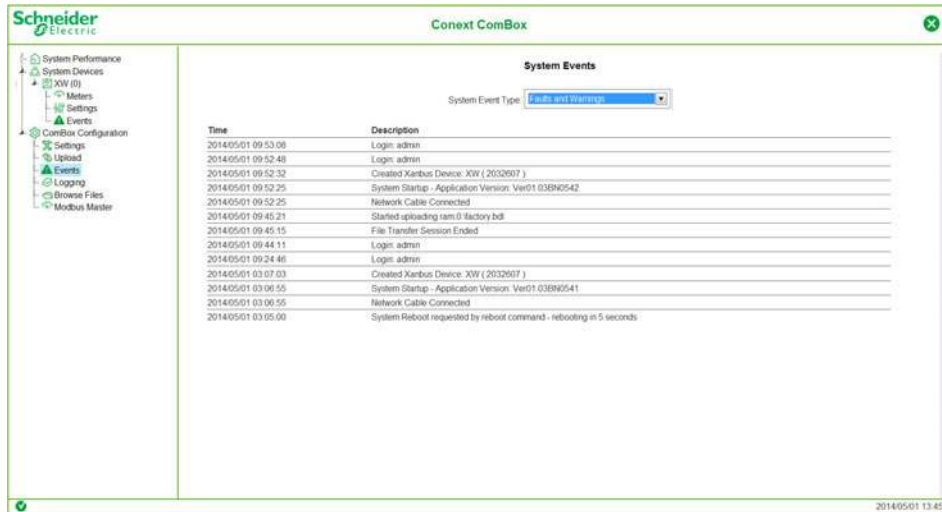 Schneider Electric
Conext ComBox
System Performance
System Devices
XW (0)
Meters
Settings
Events
ComBox Configuration
Settings
Upload
Events
Logging
Browse Files
Modbus Master
System Events
System Event Type Faults and Warnings
Time Description
2014/05/01 09:53:08 Login: admin
2014/05/01 09:52:48 Login: admin
2014/05/01 09:52:32 Created Xanbus Device: XW ( 2032607 )
2014/05/01 09:52:25 System Startup - Application Version: Ver01.03BN0542
2014/05/01 09:52:25 Network Cable Connected
2014/05/01 09:45:21 Started uploading ram:0 \factory.bdl
2014/05/01 09:45:15 File Transfer Session Ended
2014/05/01 09:44:11 Login: admin
2014/05/01 09:24:46 Login: admin
2014/05/01 03:07:03 Created Xanbus Device: XW ( 2032607 )
2014/05/01 03:06:55 System Startup - Application Version: Ver01.03BN0541
2014/05/01 03:06:55 Network Cable Connected
2014/05/01 03:05:00 System Reboot requested by reboot command - rebooting in 5 seconds
2014/05/01 13:45